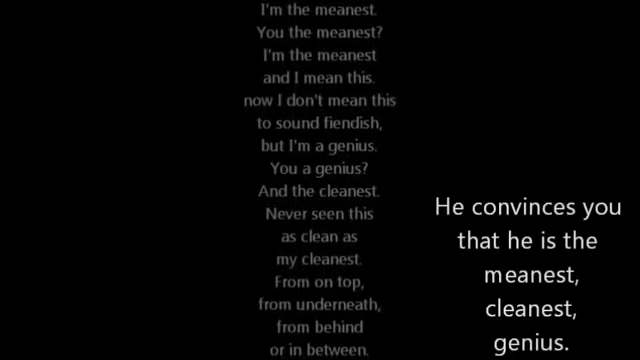 I'm the meanest.
You the meanest?
I'm the meanest
and I mean this.
now I don't mean this
to sound fiendish,
but I'm a genius.
You a genius?
And the cleanest.
Never seen this
as clean as
my cleanest.
From on top,
from underneath,
from behind
or in between.
He convinces you
that he is the
meanest,
cleanest,
genius.